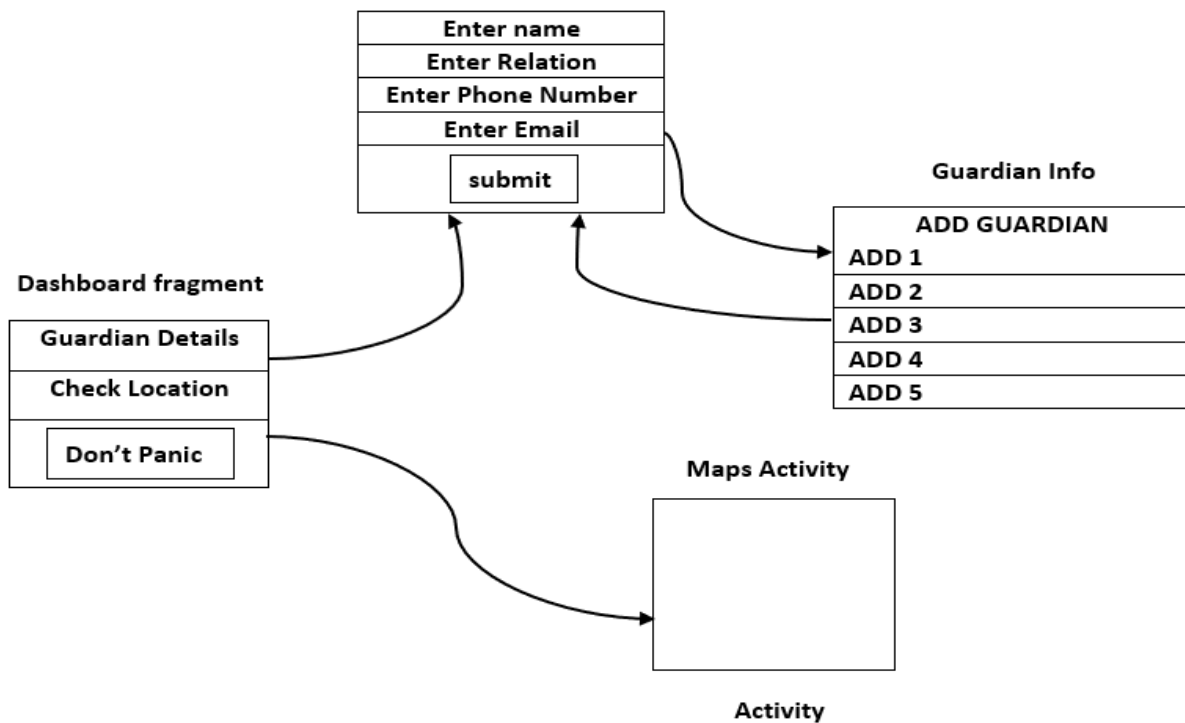 Enter name
Enter Relation
Enter Phone Number
Enter Email
submit
Guardian Info
ADD GUARDIAN
ADD 1
ADD 2
ADD 3
ADD 4
ADD 5
Dashboard fragment
Guardian Details
Check Location
Don’t Panic
Maps Activity
Activity